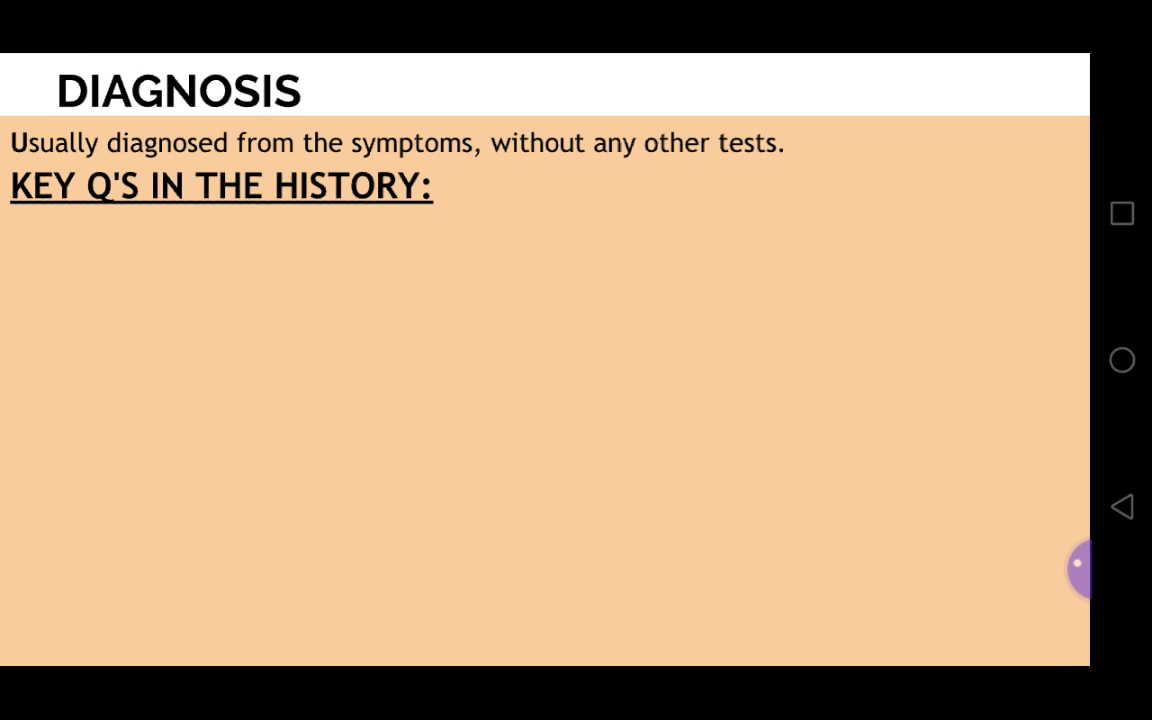 DIAGNOSIS
Usually diagnosed from the symptoms, without any other tests.
KEY Q'S IN THE HISTORY: